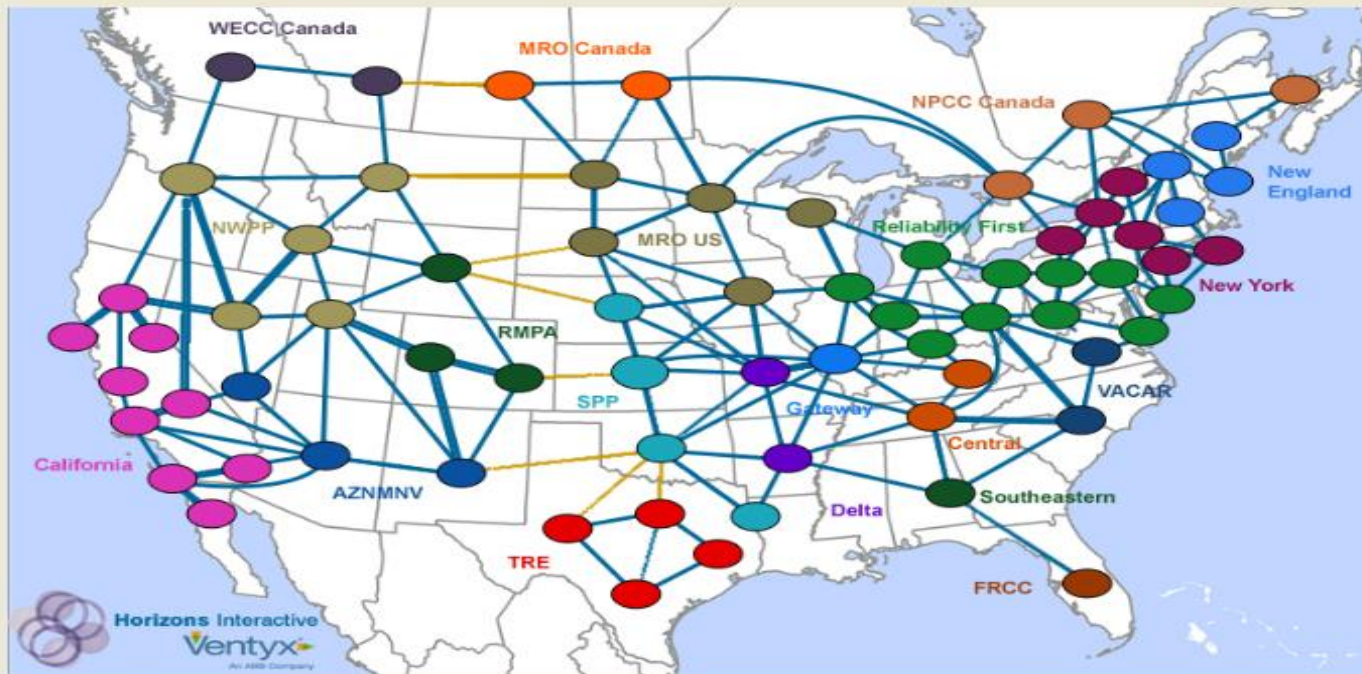 WECC Canada
MRO Canada
NPCC Canada
New
England
NWPP
MRO US
Reliability First
New York
RMPA
VACAR
SPP
Gateway
Central
California
AZNMNV
Delta
Southeastern
TRE
FRCC
Horizons Interactive
Ventyx
An ABB Company